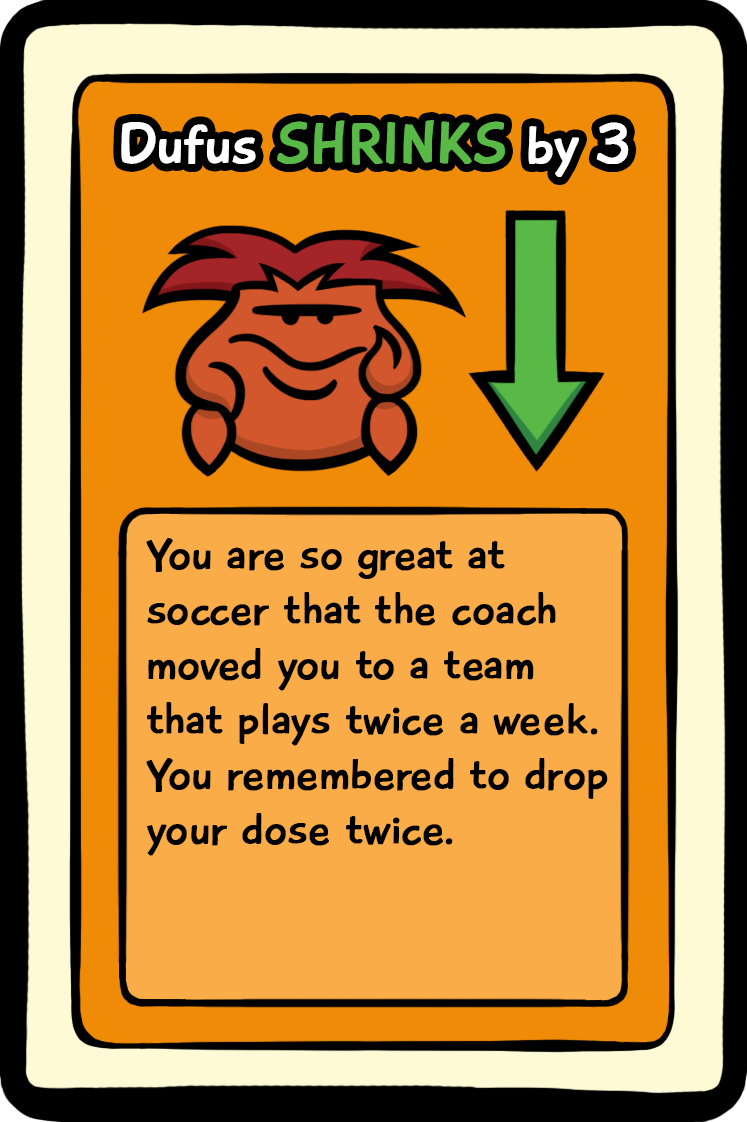 Dufus SHRINKS by 3
You are so great at
soccer that the coach
moved you to a team
that plays twice a week.
You remembered to drop
your dose twice.